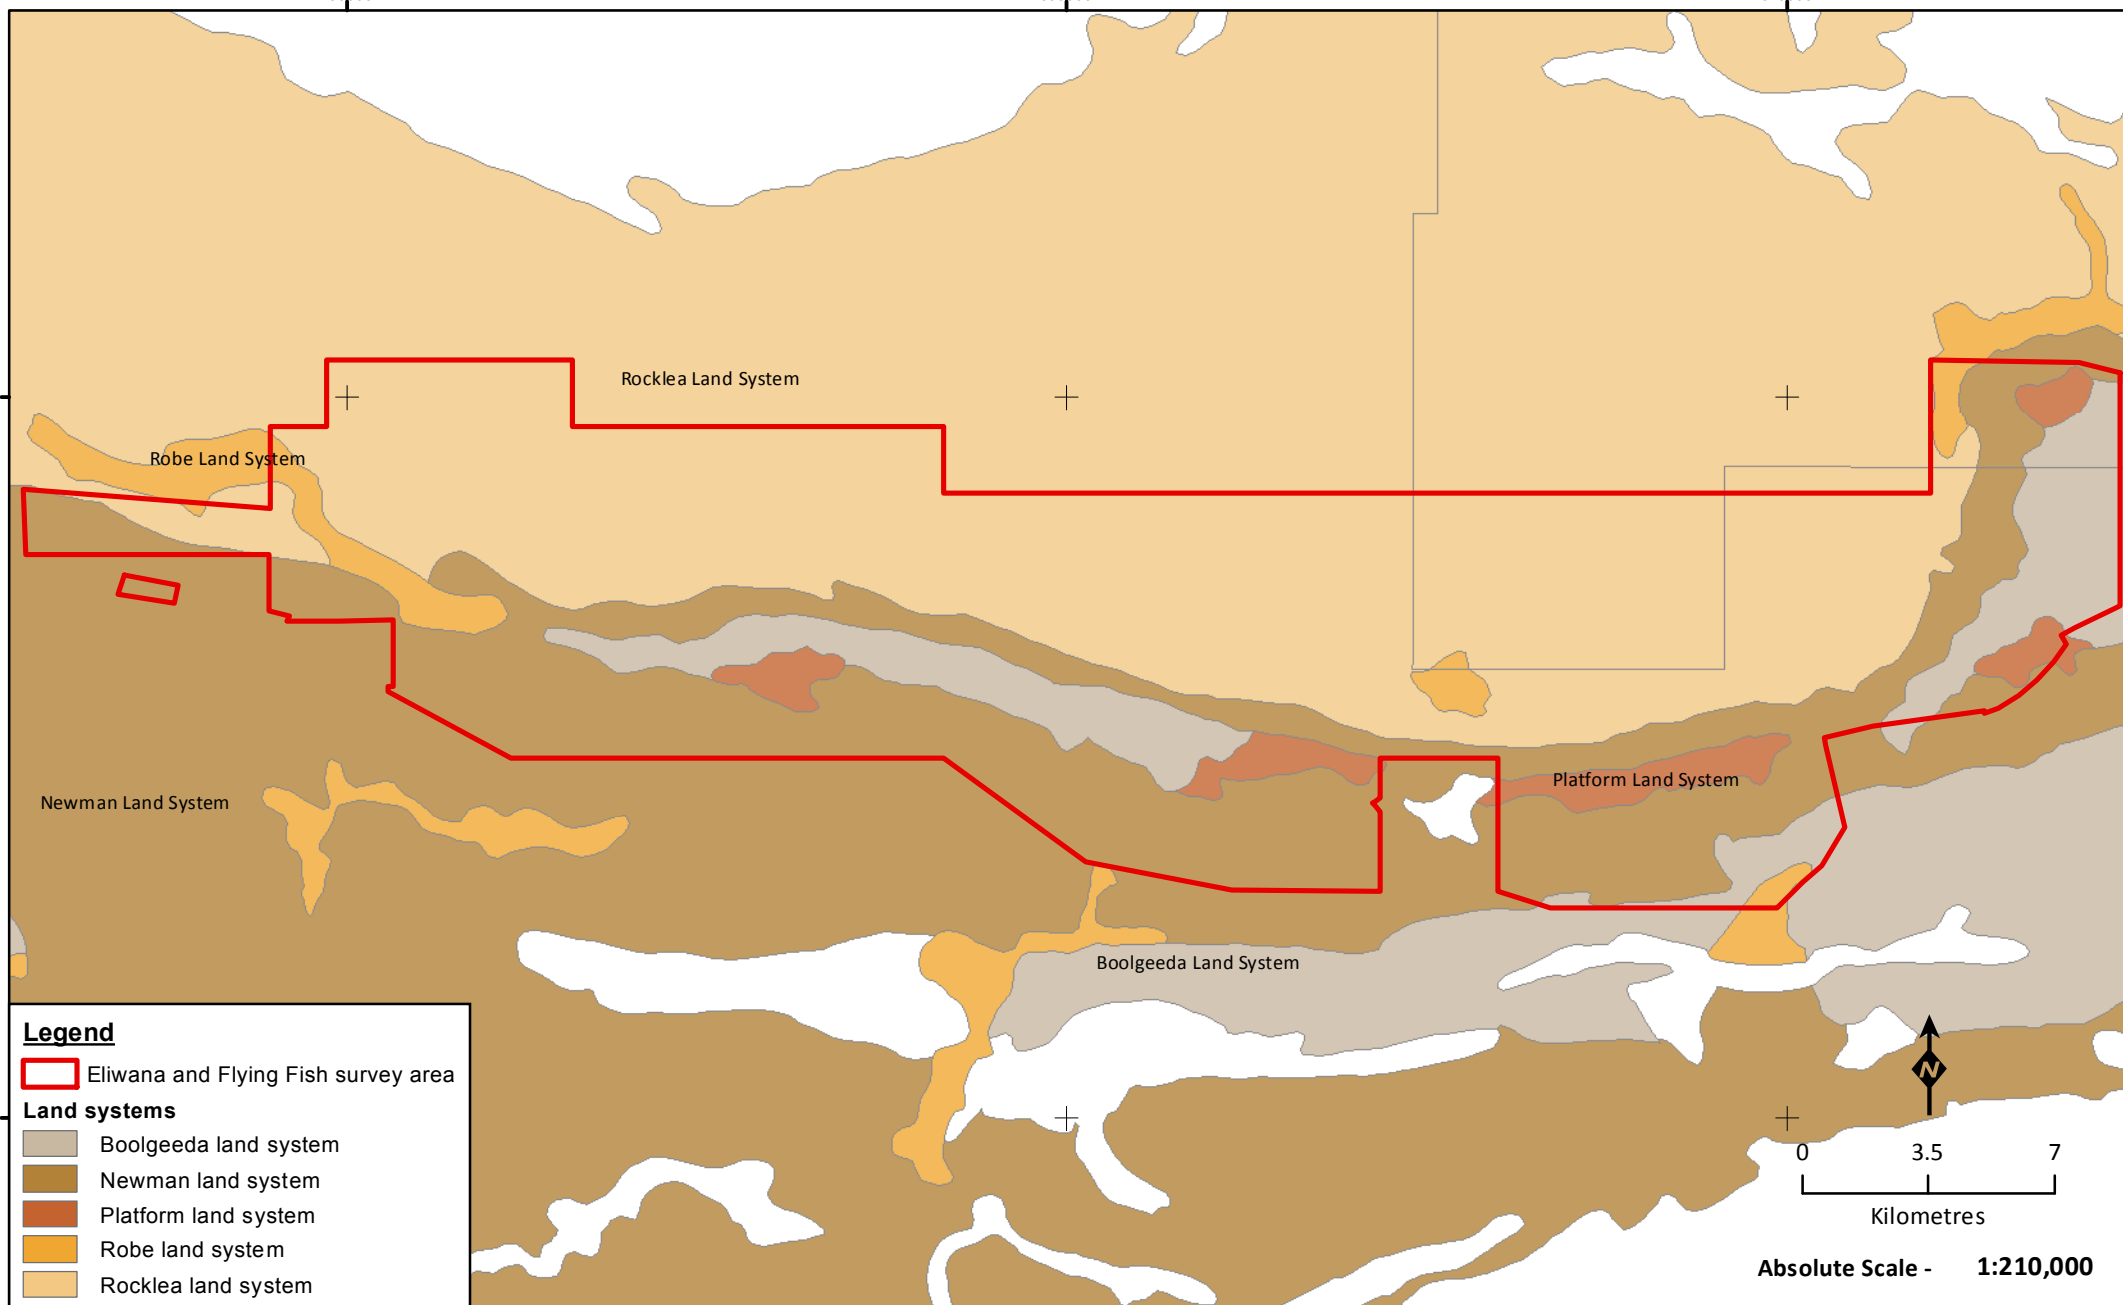 Rocklea Land System
Robe Land System
Platform Land System
Newman Land System
Boolgeeda Land System
Legend
Eliwana and Flying Fish survey area
Land systems
Boolgeeda land system
Newman land system
Platform land system
Robe land system
Rocklea land system
N
0 3.5 7
Kilometres
Absolute Scale - 1:210,000